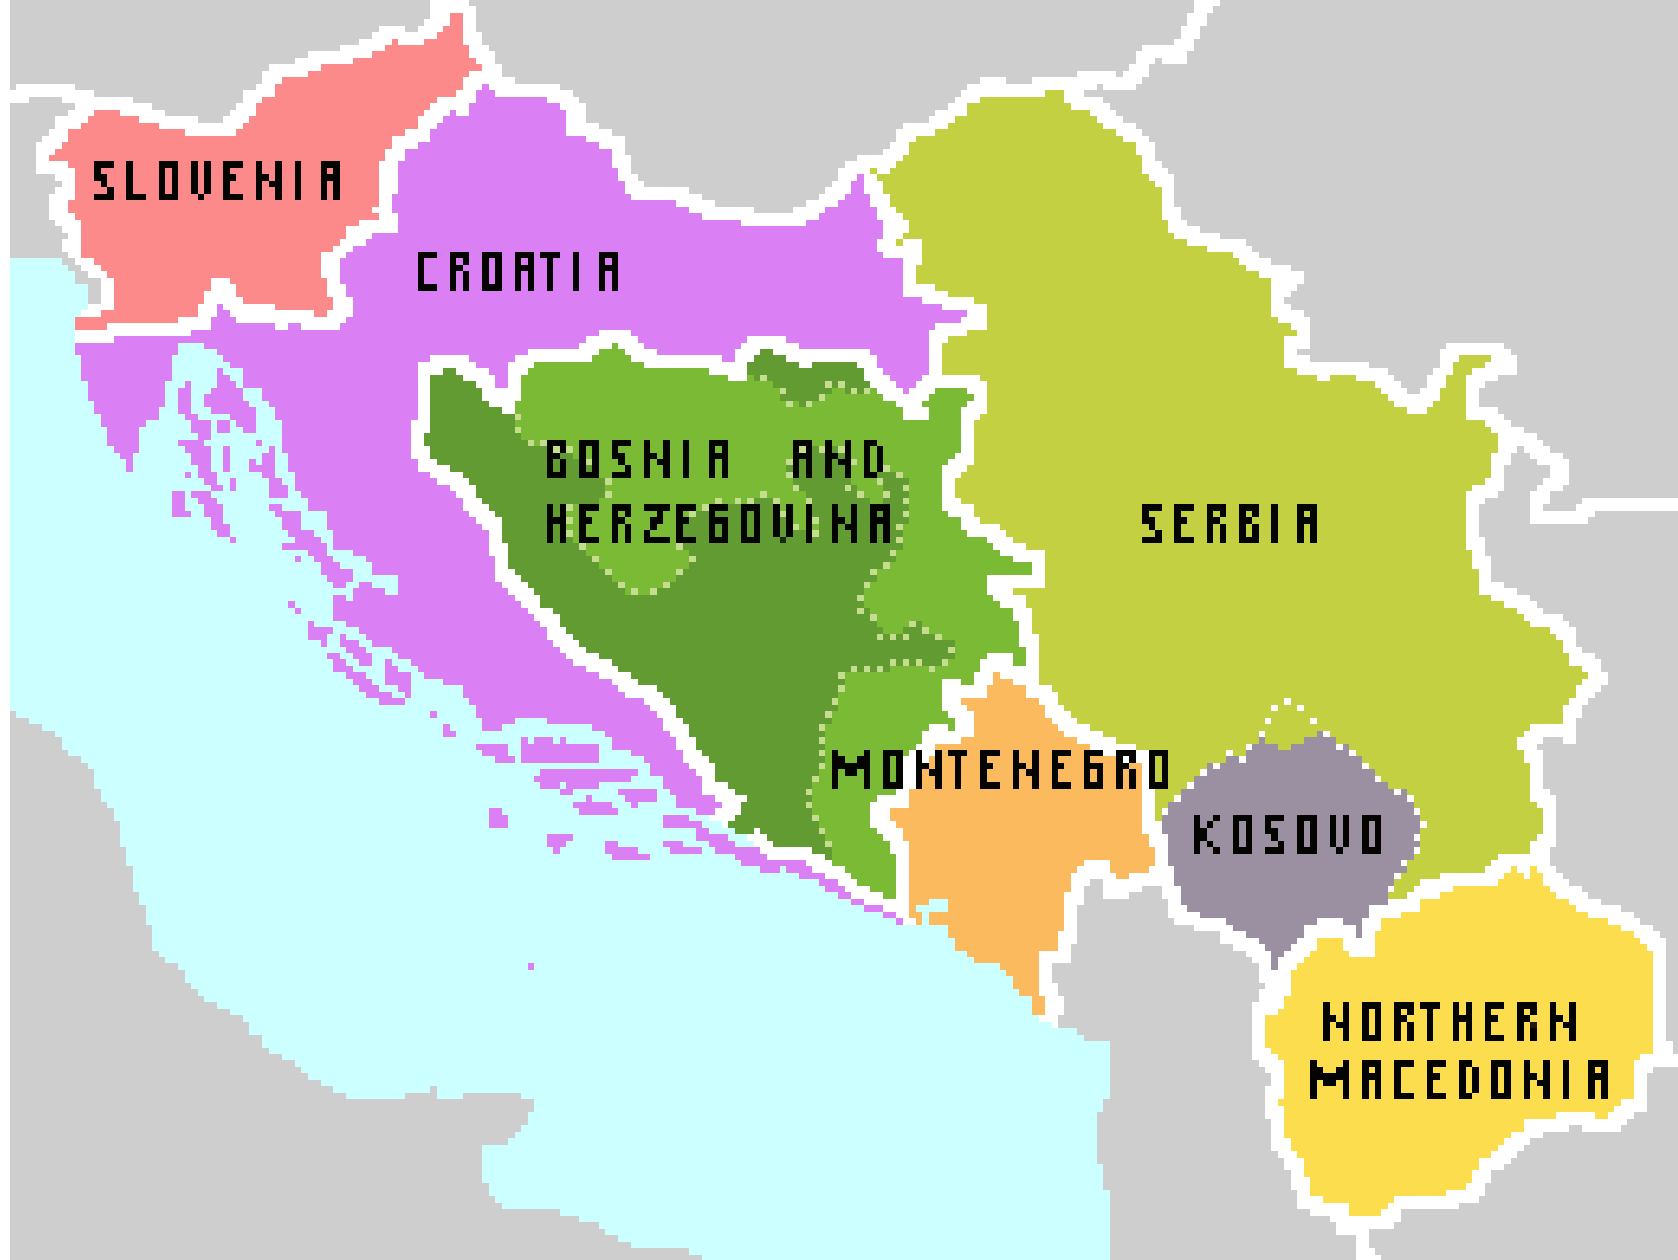 SLOVENIA
CROATIA
BOSNIA AND
HERZEGOVINA
SERBIA
MONTENEGRO
KOSOVO
NORTHERN
MACEDONIA